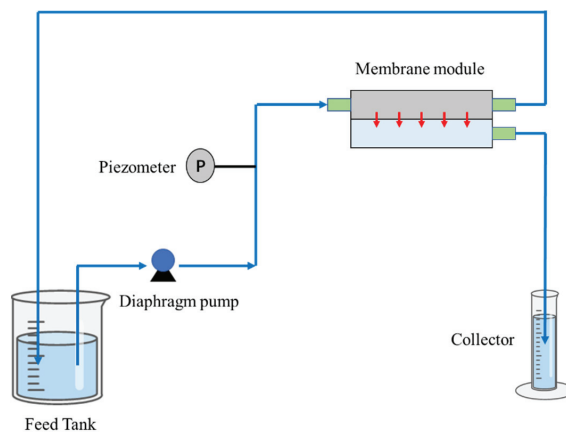 Membrane module
Piezometer
P
Diaphragm pump
Collector
Feed Tank